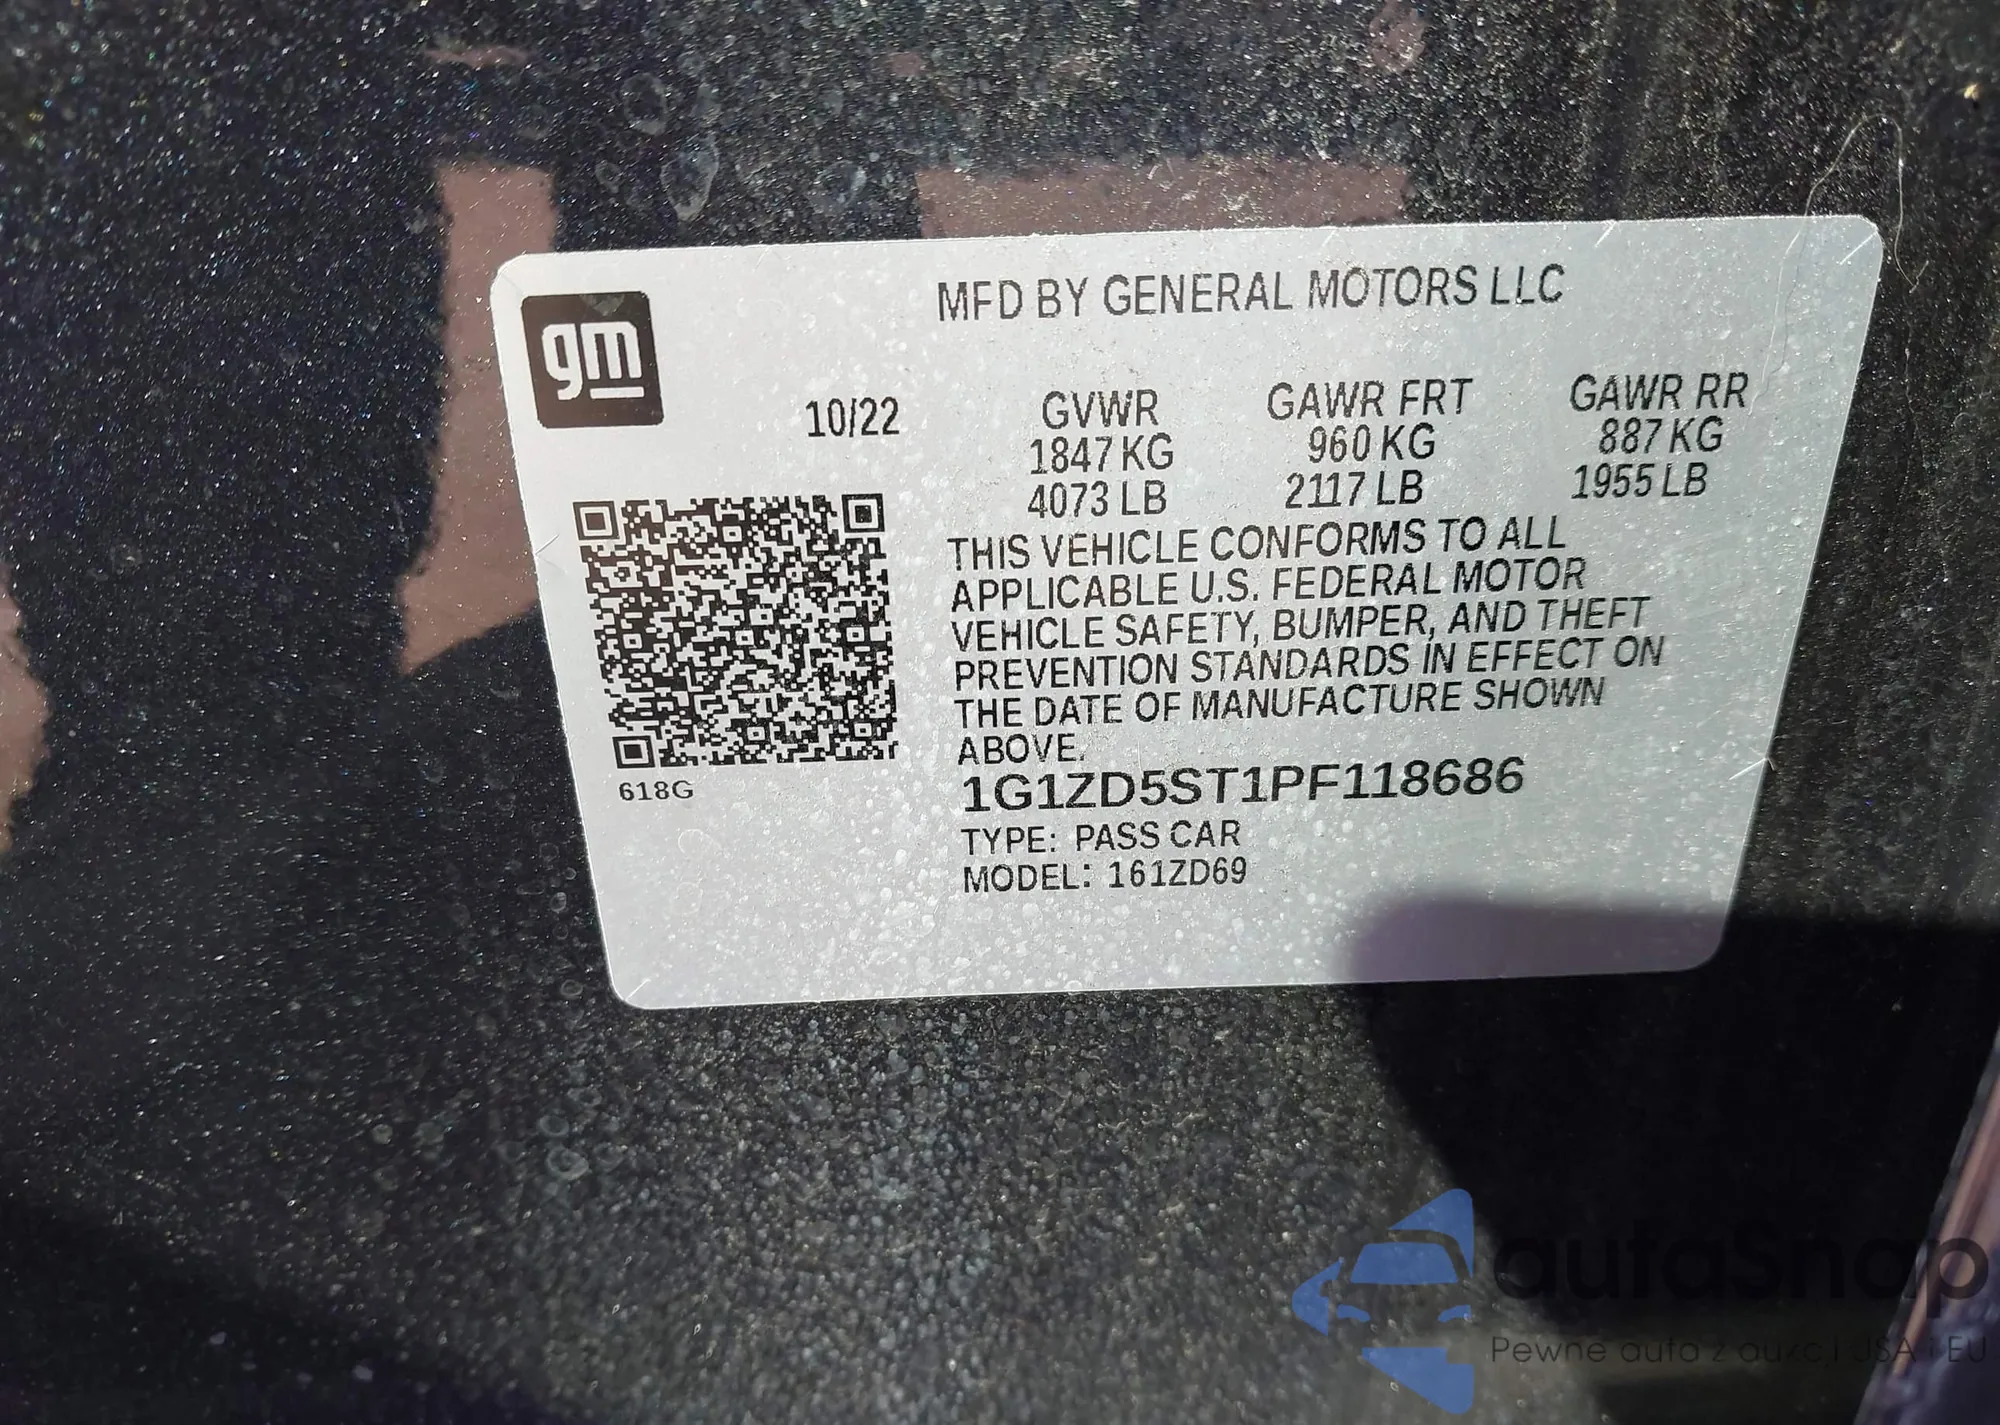 gm
MFD BY GENERAL MOTORS LLC
10/22
GVWR
1847 KG
4073 LB
GAWR FRT
960 KG
2117 LB
GAWR RR
887 KG
1955 LB
THIS VEHICLE CONFORMS TO ALL
APPLICABLE U.S. FEDERAL MOTOR
VEHICLE SAFETY, BUMPER, AND THEFT
PREVENTION STANDARDS IN EFFECT ON
THE DATE OF MANUFACTURE SHOWN
ABOVE.
618G
1G1ZD5ST1PF118686
TYPE: PASS CAR
MODEL: 161ZD69
autaSnap
Pewne auta z aukcji USA i EU